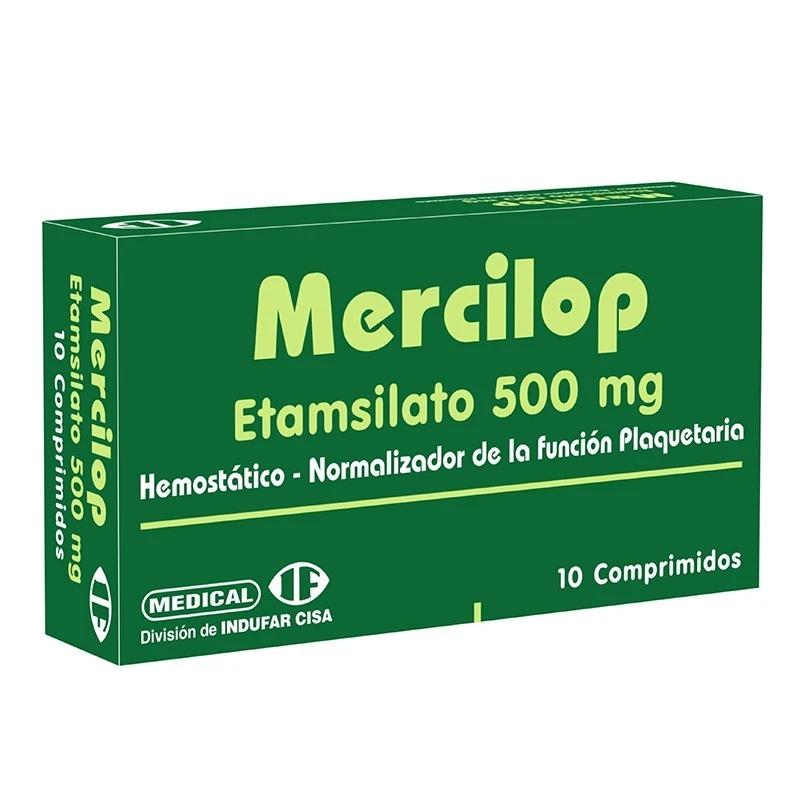 Mercilop
Etamsilato 500 mg
Hemostático - Normalizador de la función Plaquetaria
10 Comprimidos
MEDICAL
División de INDUFAR CISA
Mercilop
Etamsilato 500 mg
10 Comprimidos
Mercilop